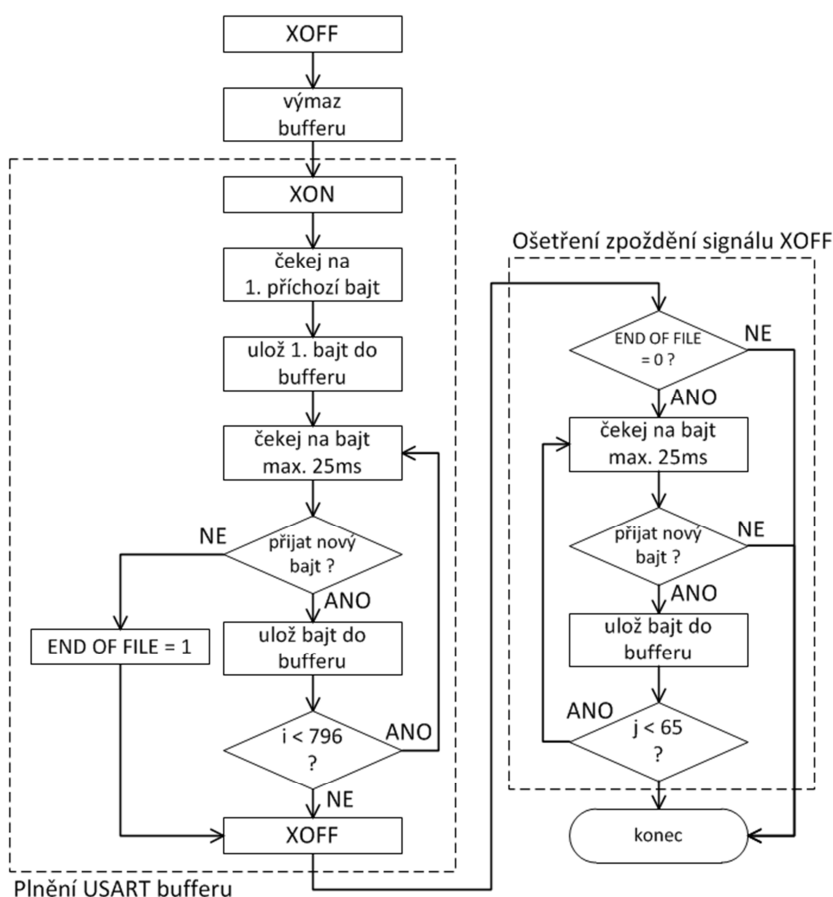 XOFF
výmaz
bufferu
XON
čekej na
1. příchozí bajt
ulož 1. bajt do
bufferu
čekej na bajt
max. 25ms
NE
přijat nový
bajt ?
ANO
END OF FILE = 1
ulož bajt do
bufferu
i < 796
?
ANO
NE
XOFF
Plnění USART bufferu
Ošetření zpoždění signálu XOFF
END OF FILE
= 0 ?
NE
ANO
čekej na bajt
max. 25ms
přijat nový
bajt ?
NE
ANO
ulož bajt do
bufferu
ANO
j < 65
?
konec